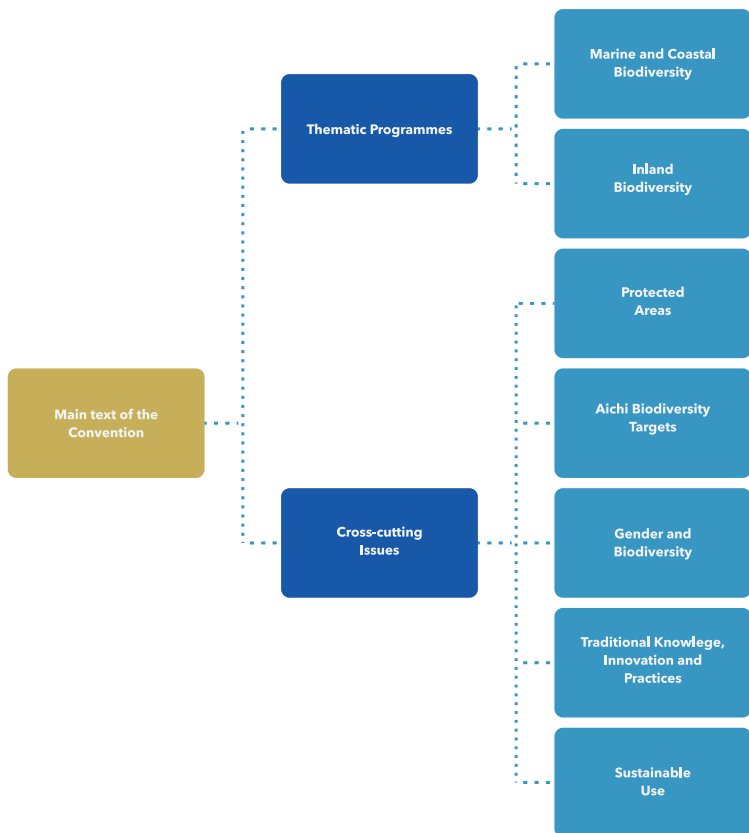 Marine and Coastal
Biodiversity
Thematic Programmes
Inland
Biodiversity
Protected
Areas
Main text of the
Convention
Aichi Biodiversity
Targets
Cross-cutting
Issues
Gender and
Biodiversity
Traditional Knowlege,
Innovation and
Practices
Sustainable
Use